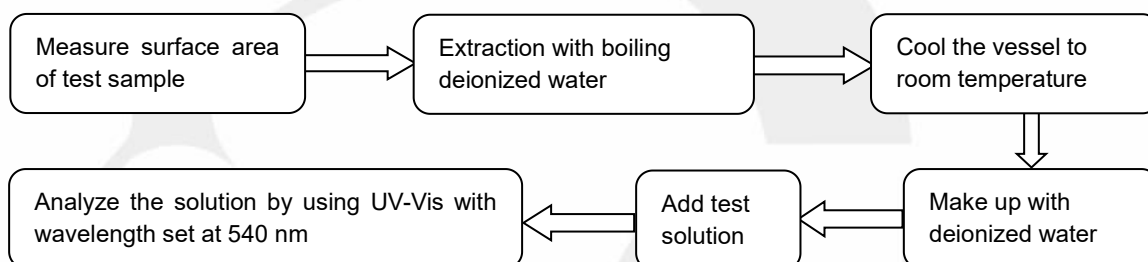 Measure surface area
of test sample
Extraction with boiling
deionized water
Cool the vessel to
room temperature
Make up with
deionized water
Add test
solution
Analyze the solution by using UV-Vis with
wavelength set at 540 nm